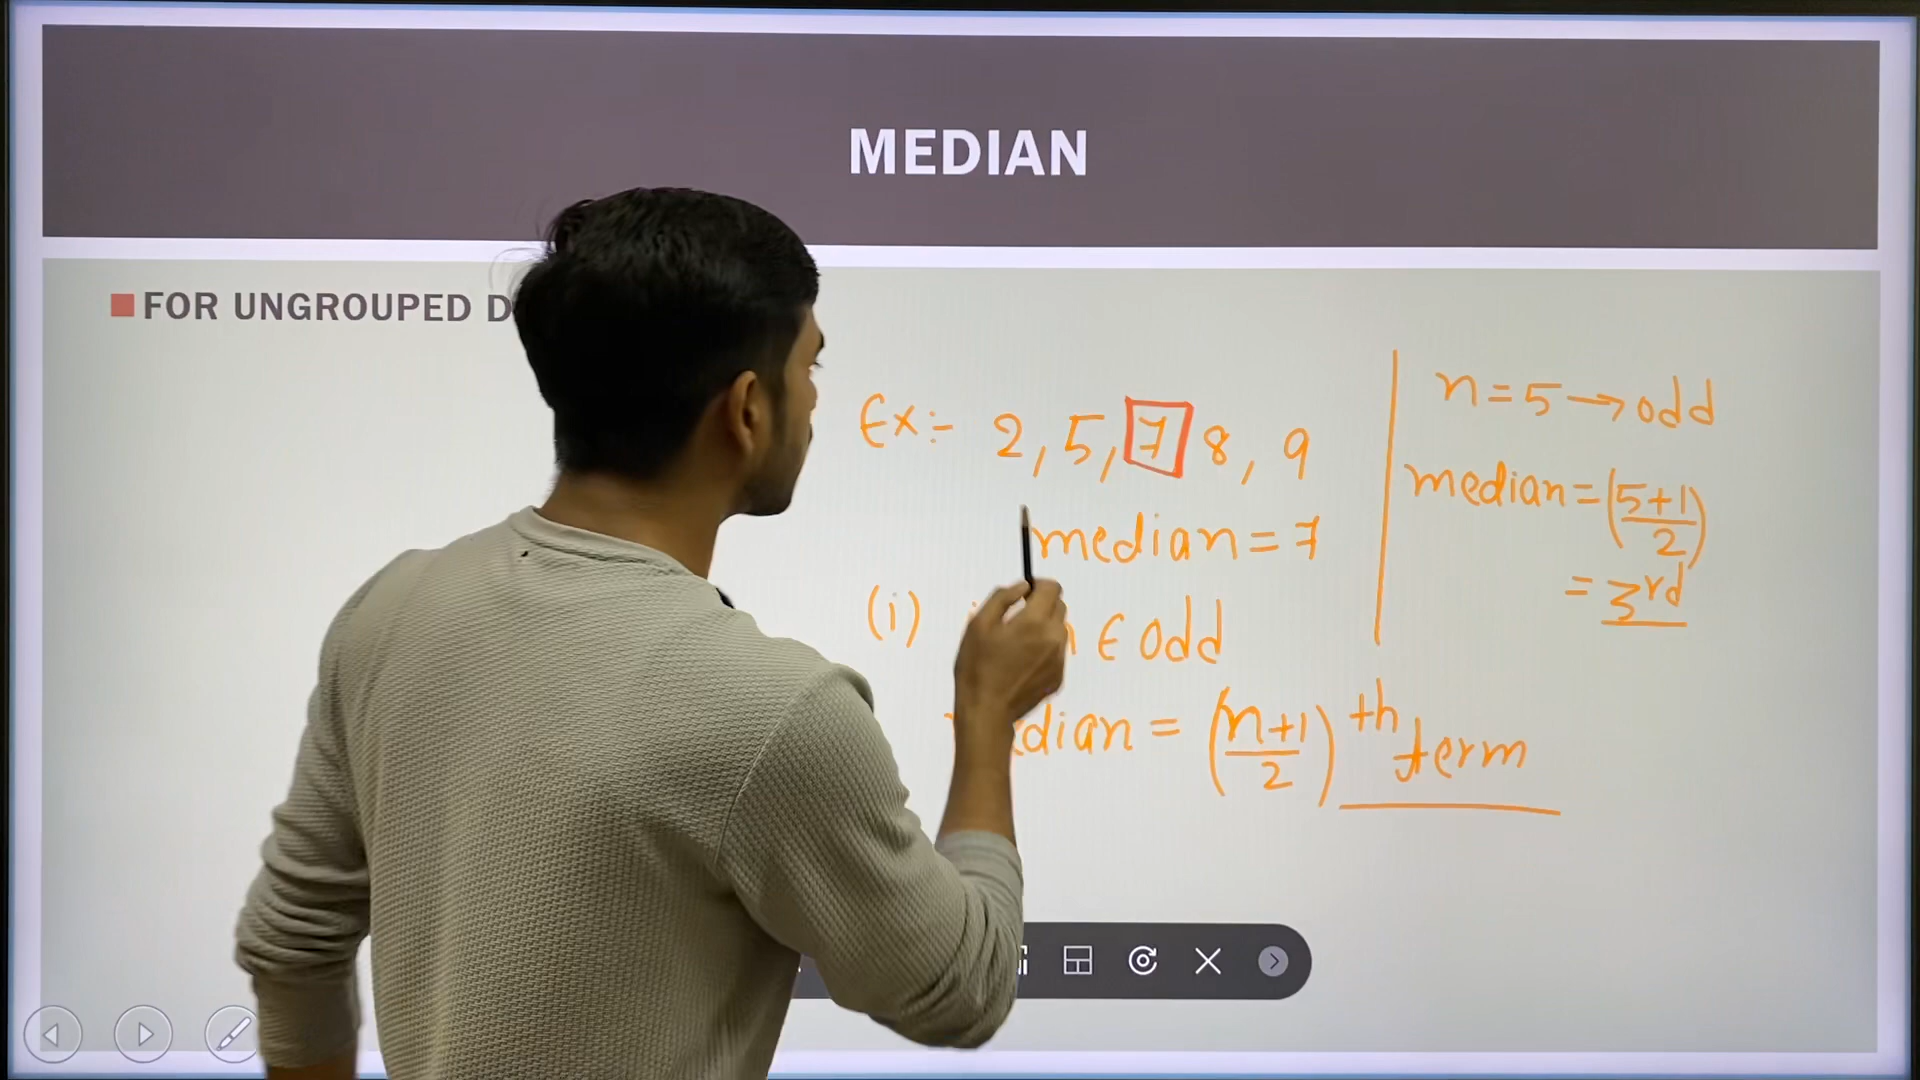 MEDIAN
FOR UNGROUPED D
Ex:- 2, 5, 7 8, 9
median = 7
(i) n ∈ odd
median = (n+1/2)th term
n = 5 → odd
median = (5+1/2)
= 3rd